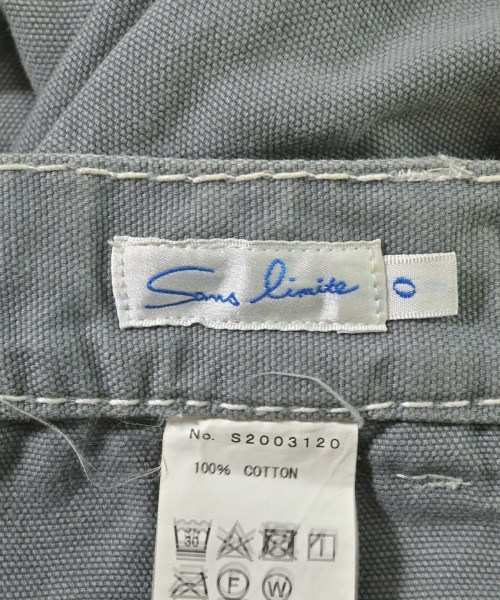 Sans limite
0
No. S2003120
100% COTTON
30
F W